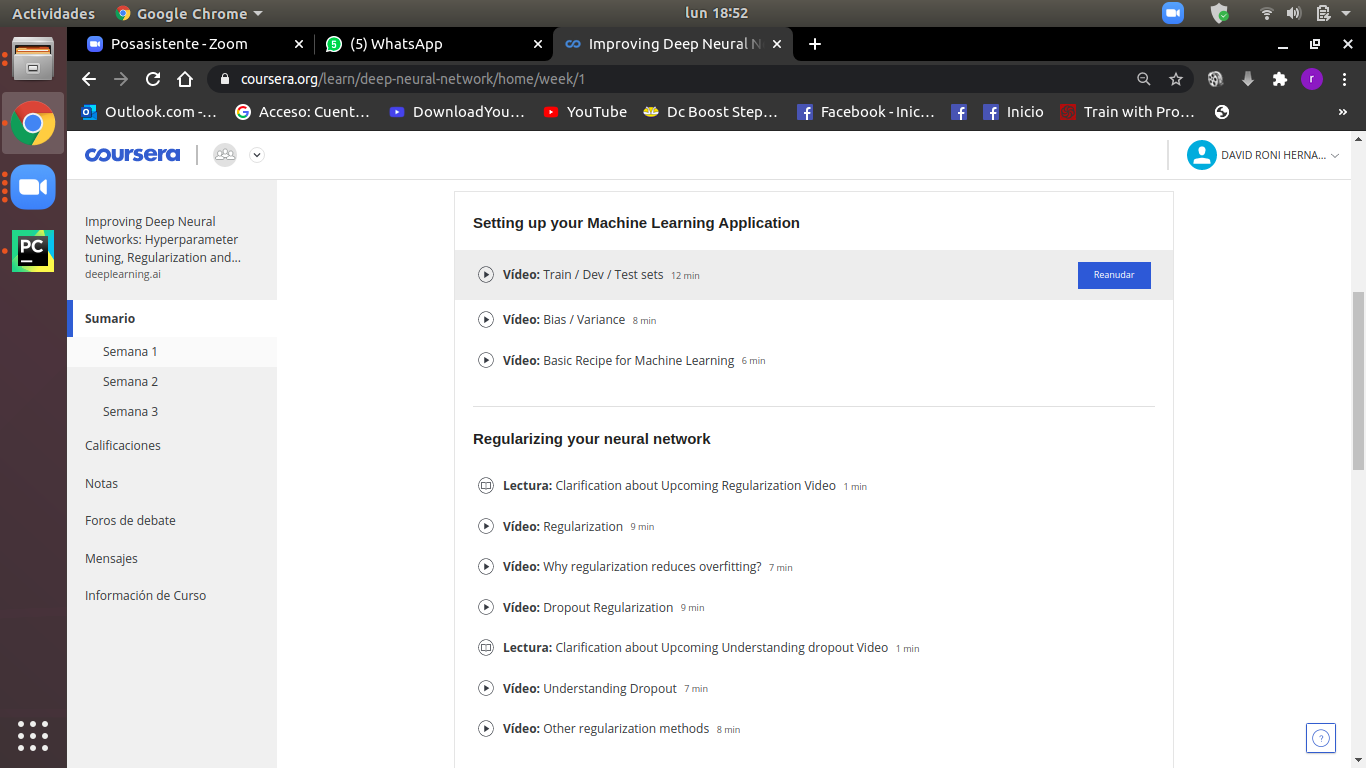 Actividades Google Chrome lun 18:52
Posasistente - Zoom (5) WhatsApp Improving Deep Neural N
coursera.org/learn/deep-neural-network/home/week/1 r
Outlook.com -... Acceso: Cuent... DownloadYou... YouTube Dc Boost Step... Facebook - Inic... Inicio Train with Pro... »
coursera DAVID RONI HERNA...
PC
Improving Deep Neural
Networks: Hyperparameter
tuning, Regularization and...
deeplearning.ai
Sumario
Semana 1
Semana 2
Semana 3
Calificaciones
Notas
Foros de debate
Mensajes
Información de Curso
Setting up your Machine Learning Application
Vídeo: Train / Dev / Test sets 12 min Reanudar
Vídeo: Bias / Variance 8 min
Vídeo: Basic Recipe for Machine Learning 6 min
Regularizing your neural network
Lectura: Clarification about Upcoming Regularization Video 1 min
Vídeo: Regularization 9 min
Vídeo: Why regularization reduces overfitting? 7 min
Vídeo: Dropout Regularization 9 min
Lectura: Clarification about Upcoming Understanding dropout Video 1 min
Vídeo: Understanding Dropout 7 min
Vídeo: Other regularization methods 8 min
?